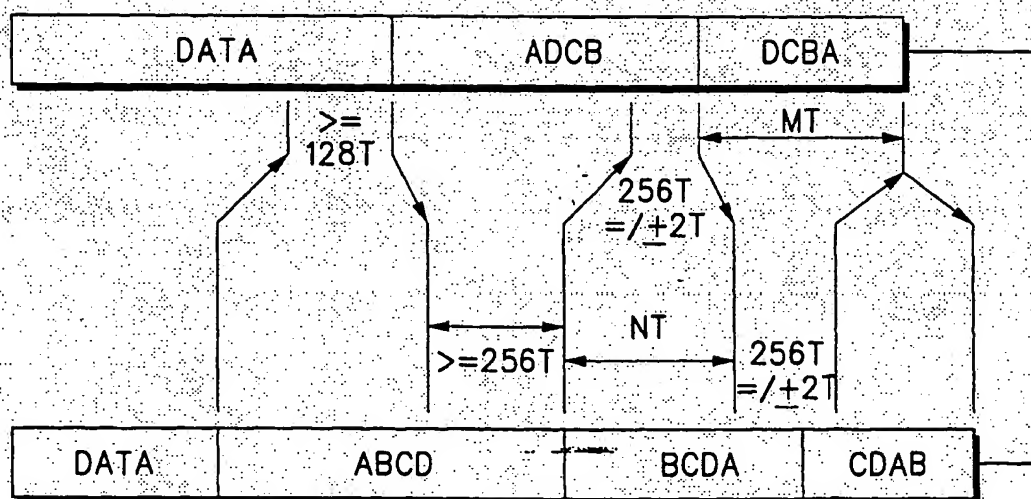 DATA ADCB DCBA
>=
128T
MT
256T
=/±2T
>=256T
NT
256T
=/±2T
DATA ABCD BCDA CDAB